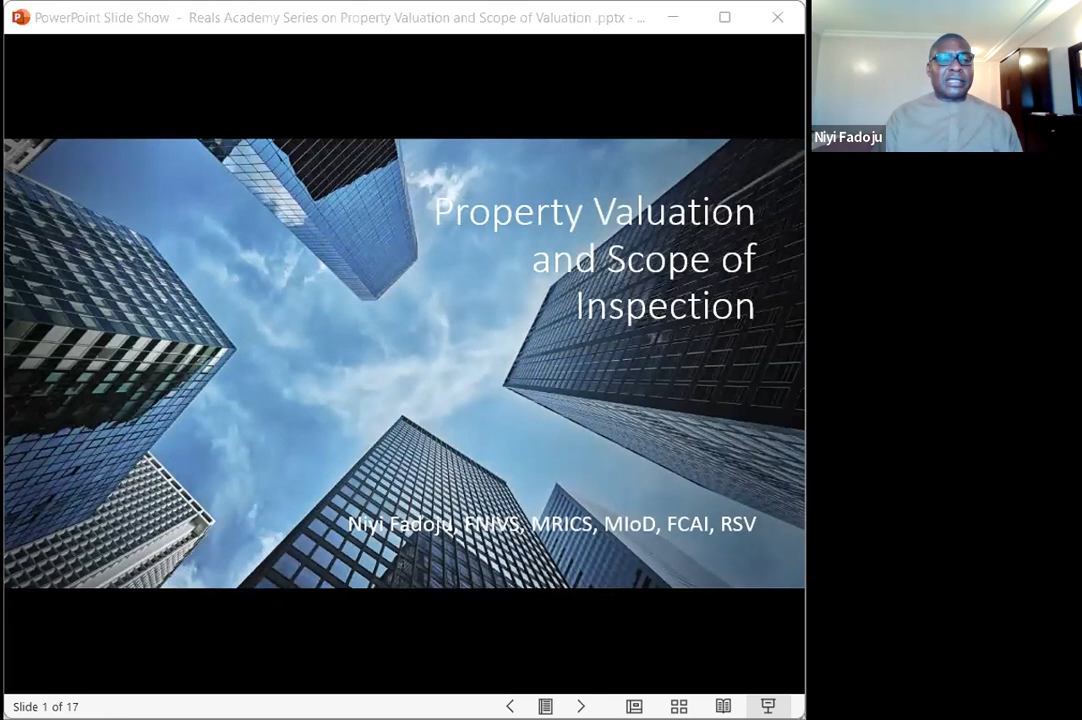 PowerPoint Slide Show - Reals Academy Series on Property Valuation and Scope of Valuation .pptx - ...
Niyi Fadoju
Property Valuation
and Scope of
Inspection
Niyi Fadoju, FNIVS, MRICS, MIoD, FCAI, RSV
Slide 1 of 17